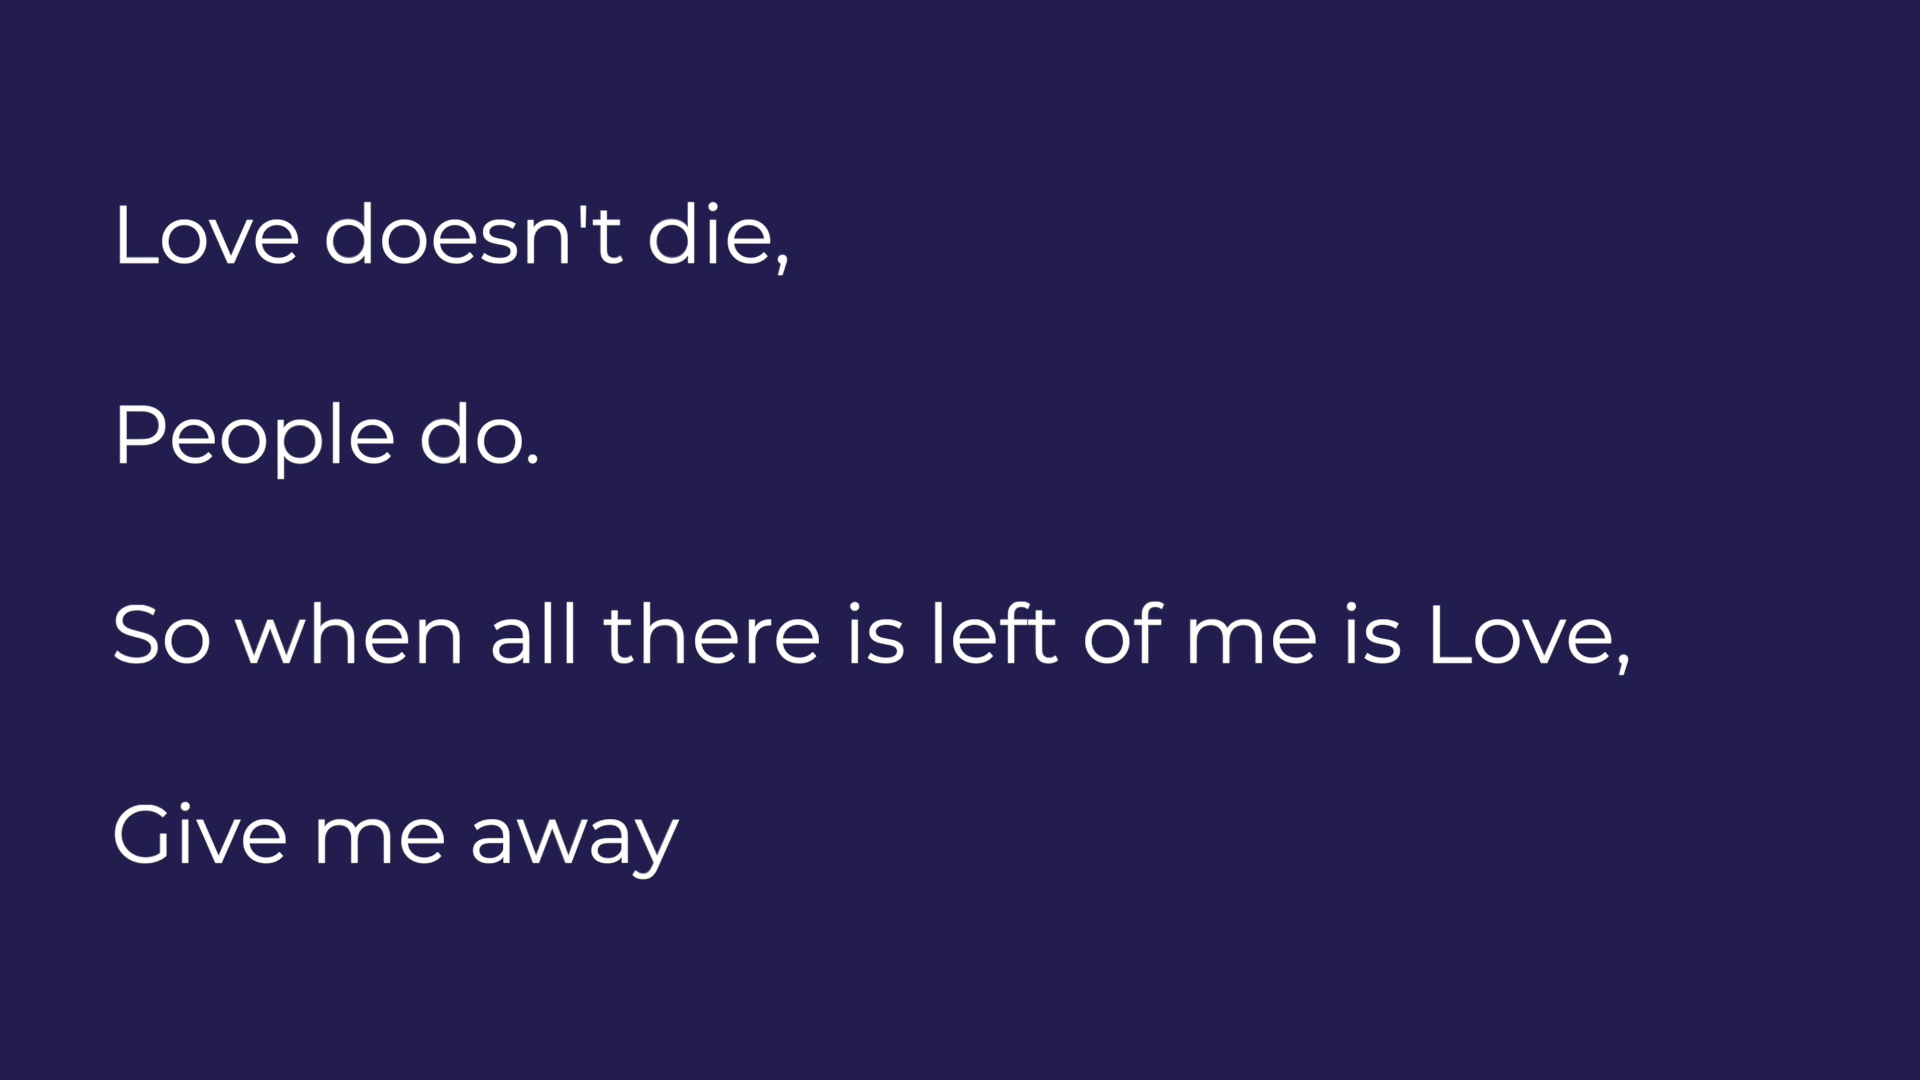 Love doesn't die,
People do.
So when all there is left of me is Love,
Give me away